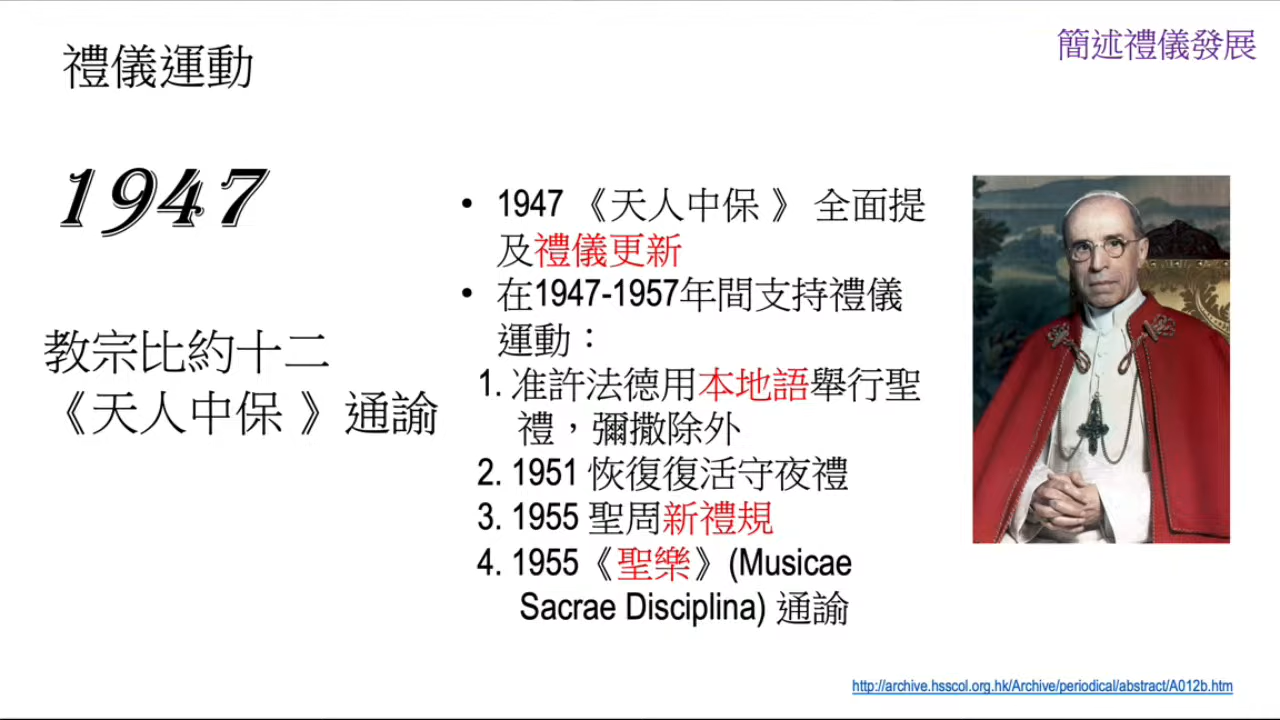 禮儀運動
簡述禮儀發展
1947
教宗比約十二
《天人中保 》通諭
• 1947 《天人中保 》 全面提
及禮儀更新
• 在1947-1957年間支持禮儀
運動：
1. 准許法德用本地語舉行聖
禮，彌撒除外
2. 1951 恢復復活守夜禮
3. 1955 聖周新禮規
4. 1955《聖樂》(Musicae
Sacrae Disciplina) 通諭
http://archive.hsscol.org.hk/Archive/periodical/abstract/A012b.htm